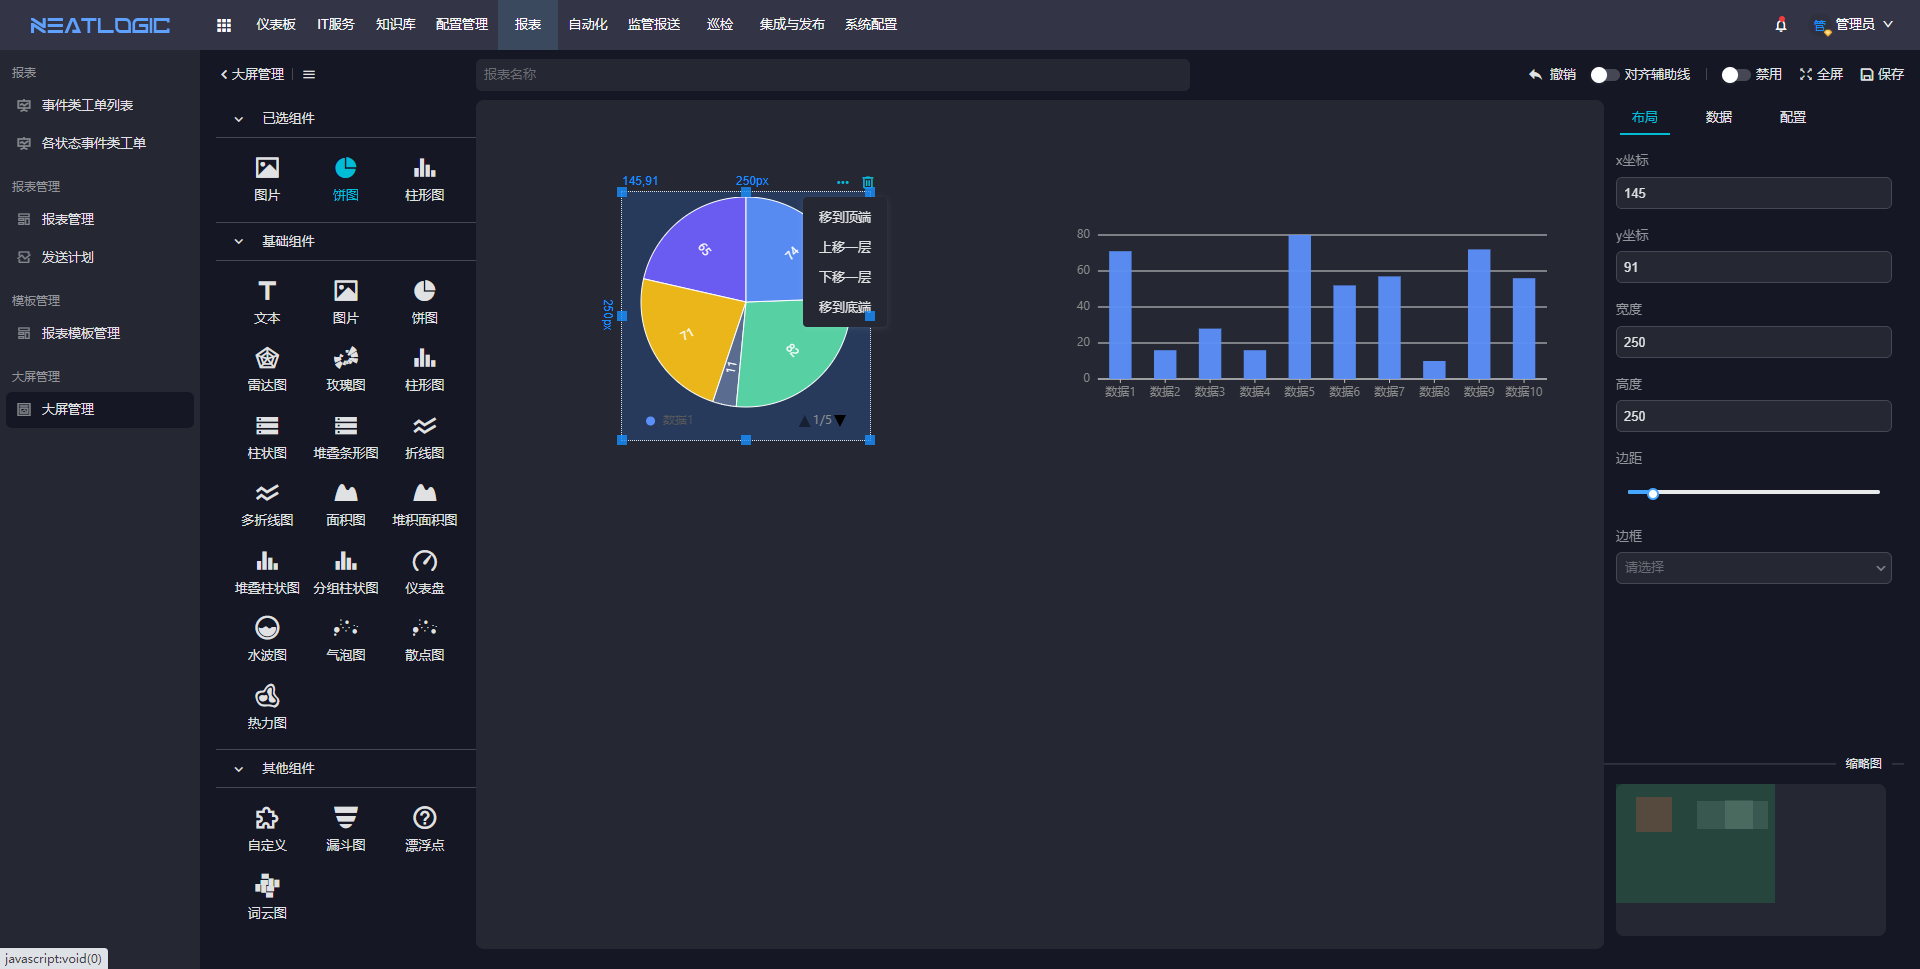 NEATLOGIC
仪表板
IT服务
知识库
配置管理
报表
自动化
监管报送
巡检
集成与发布
系统配置
管
管理员
报表
事件类工单列表
各状态事件类工单
报表管理
报表管理
发送计划
模板管理
报表模板管理
大屏管理
大屏管理
大屏管理
报表名称
撤销
对齐辅助线
禁用
全屏
保存
已选组件
图片
饼图
柱形图
基础组件
文本
图片
饼图
雷达图
玫瑰图
柱形图
柱状图
堆叠条形图
折线图
多折线图
面积图
堆积面积图
堆叠柱状图
分组柱状图
仪表盘
水波图
气泡图
散点图
热力图
其他组件
自定义
漏斗图
漂浮点
词云图
145,91
250px
250px
65
74
71
11
82
数据1
1/5
移到顶端
上移一层
下移一层
移到底端
80
60
40
20
0
数据1
数据2
数据3
数据4
数据5
数据6
数据7
数据8
数据9
数据10
布局
数据
配置
x坐标
145
y坐标
91
宽度
250
高度
250
边距
边框
请选择
缩略图
javascript:void(0)